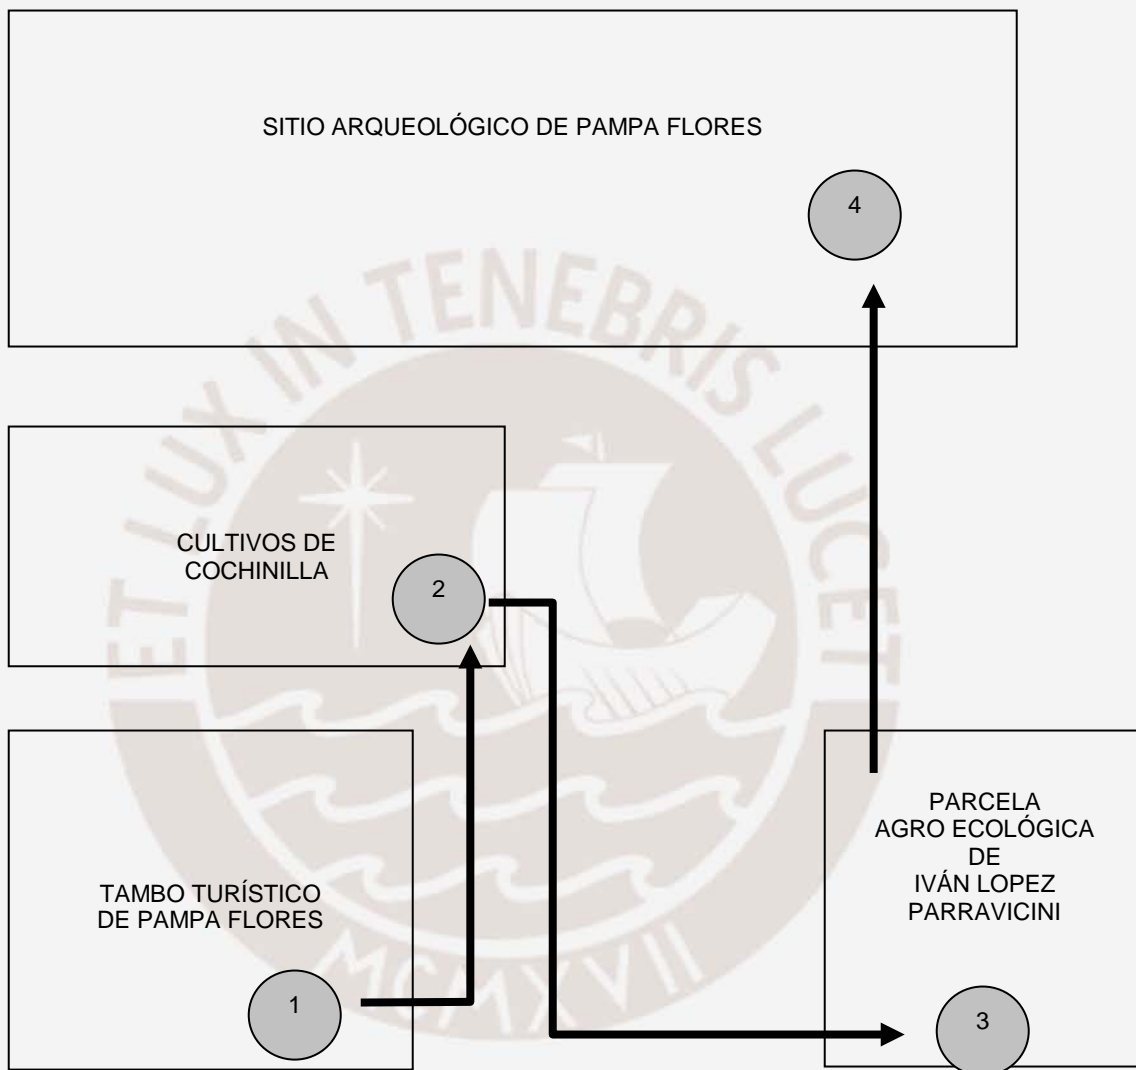 SITIO ARQUEOLÓGICO DE PAMPA FLORES
4
ET LUX IN TENEBRIS LUCET
CULTIVOS DE
COCHINILLA
2
TAMBO TURÍSTICO
DE PAMPA FLORES
1
PARCELA
AGRO ECOLÓGICA
DE
IVÁN LOPEZ
PARRAVICINI
3
MCMXVII